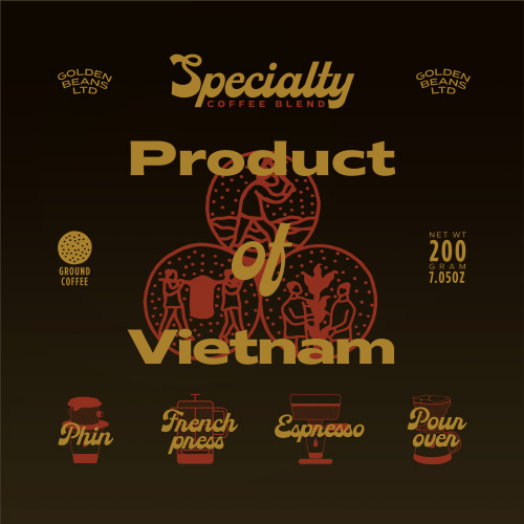 GOLDEN
BEANS
LTD
Specialty
COFFEE BLEND
GOLDEN
BEANS
LTD
Product
of
Vietnam
GROUND
COFFEE
NET WT
200
GRAM
7.05OZ
Phin
French
press
Espresso
Pour
over